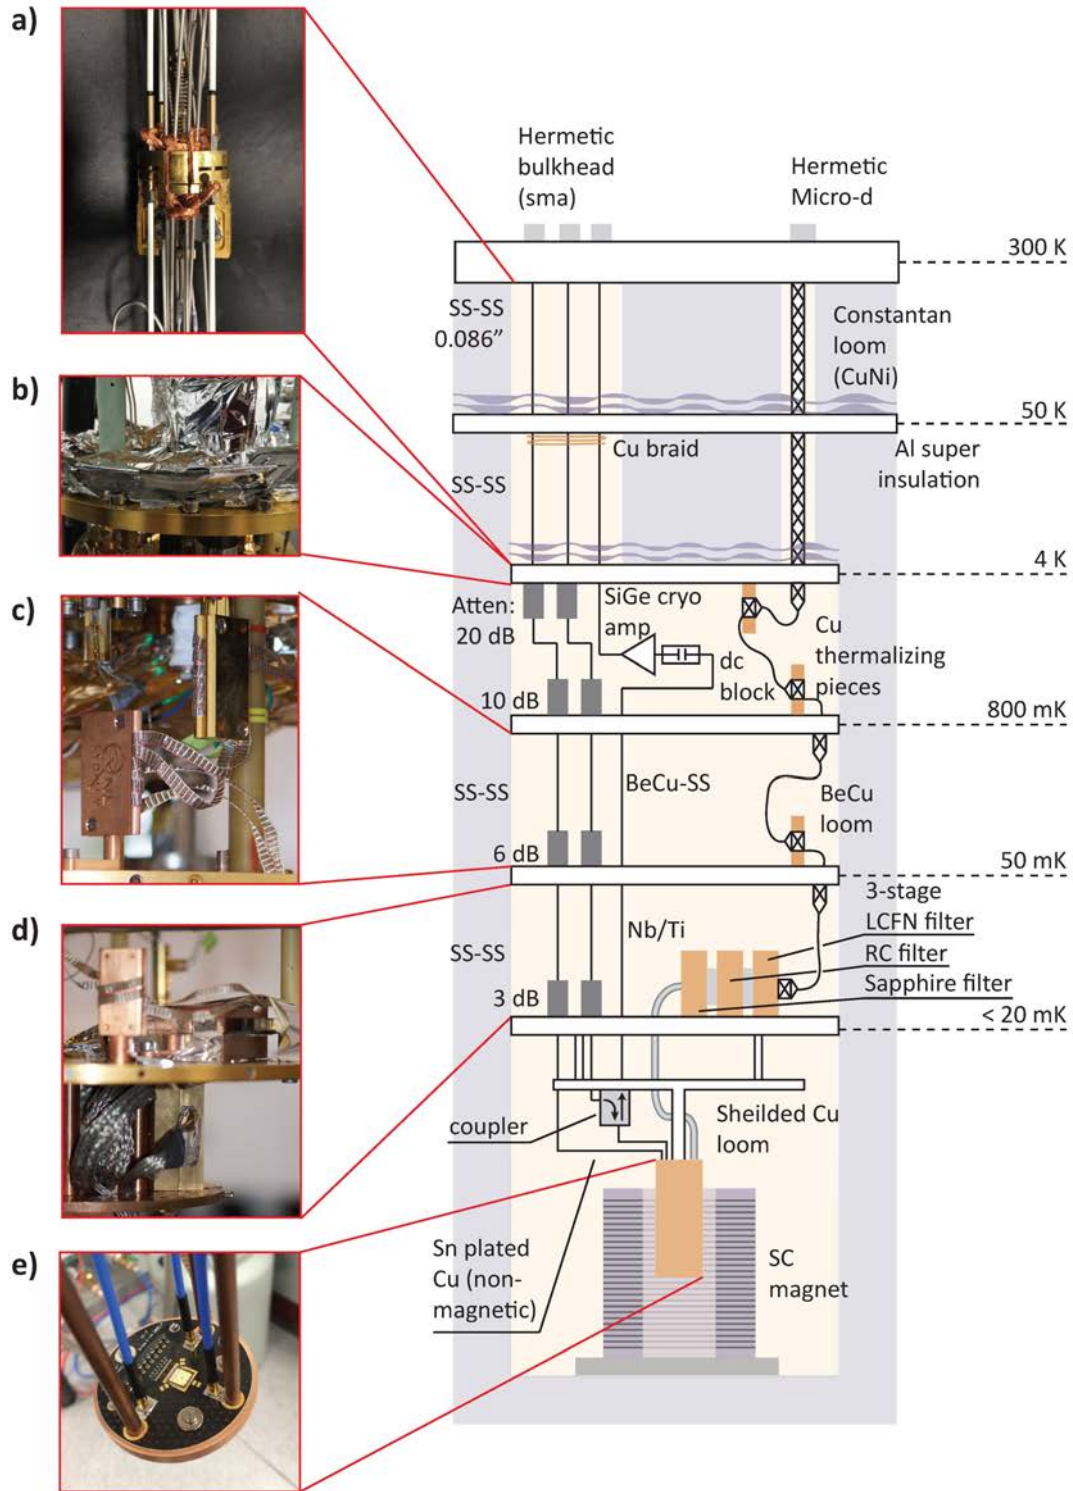 a)
b)
c)
d)
e)
Hermetic
bulkhead
(sma)
Hermetic
Micro-d
300 K
SS-SS
0.086”
Constantan
loom
(CuNi)
50 K
Cu braid
Al super
insulation
SS-SS
4 K
Atten:
20 dB
SiGe cryo
amp
dc
block
Cu
thermalizing
pieces
10 dB
800 mK
SS-SS
BeCu-SS
BeCu
loom
6 dB
50 mK
3-stage
LCFN filter
RC filter
Sapphire filter
Nb/Ti
SS-SS
3 dB
< 20 mK
coupler
Sheilded Cu
loom
Sn plated
Cu (non-
magnetic)
SC
magnet